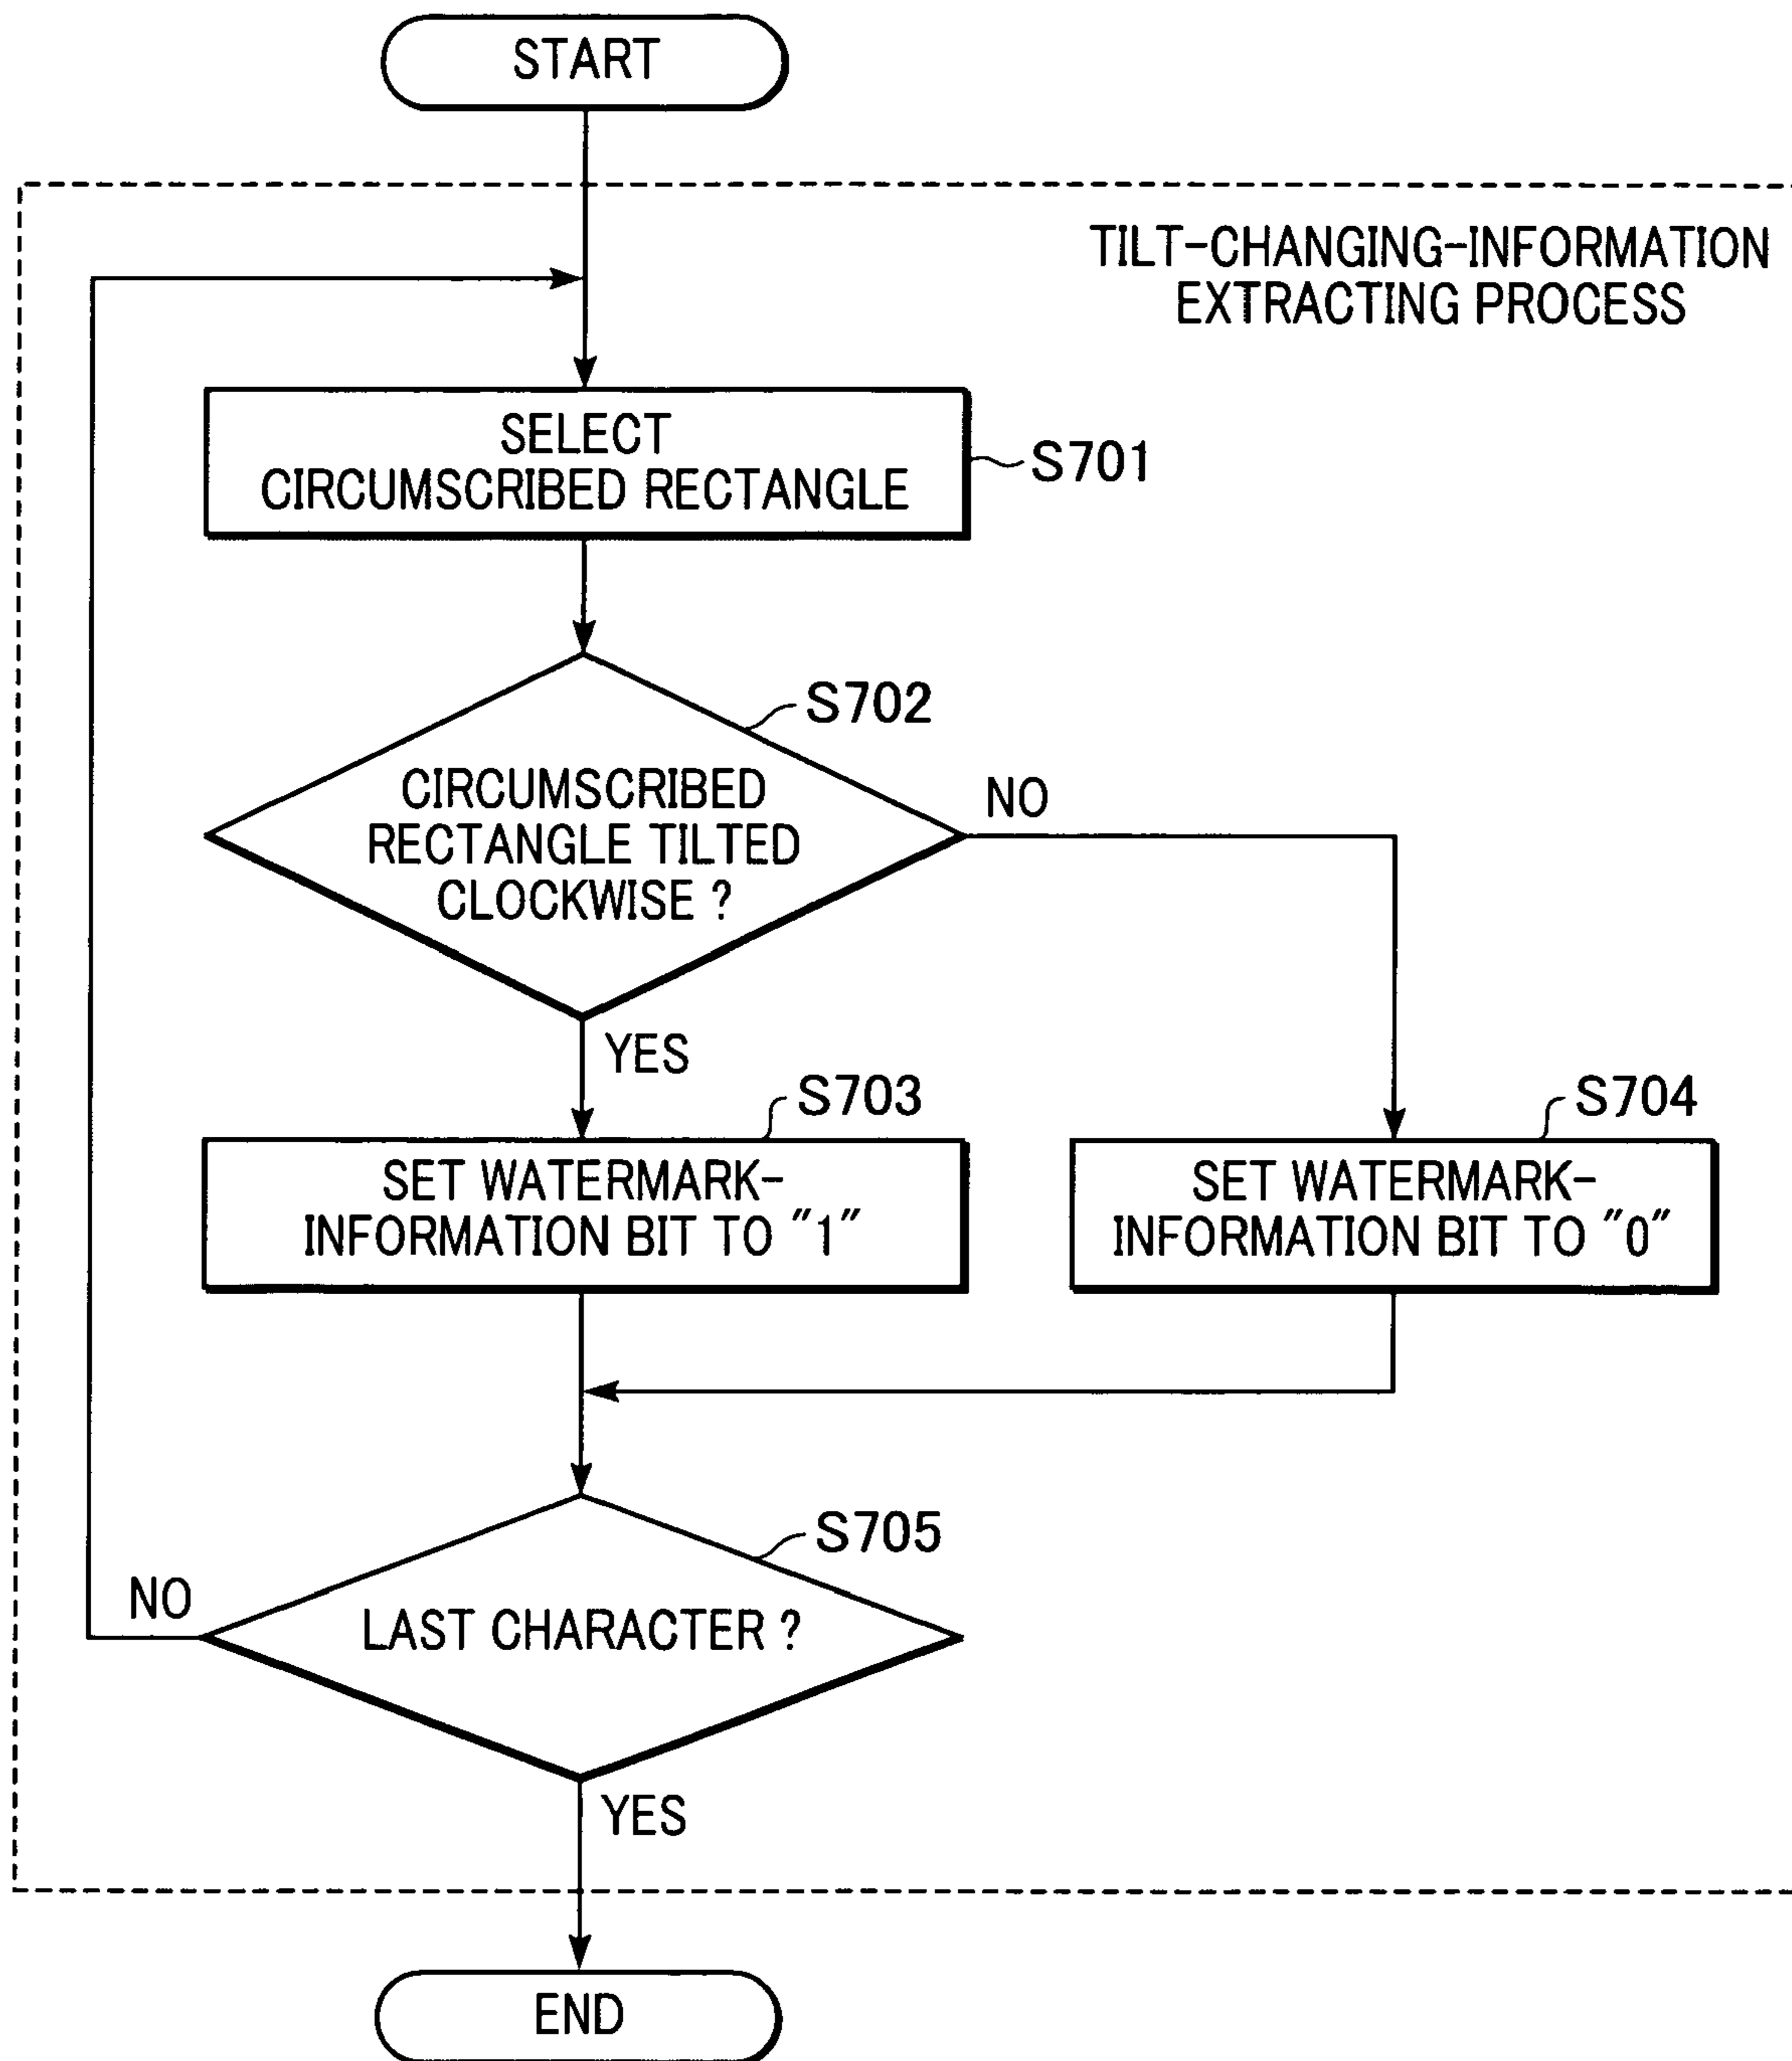 START
TILT-CHANGING-INFORMATION
EXTRACTING PROCESS
SELECT
CIRCUMSCRIBED RECTANGLE
S701
S702
CIRCUMSCRIBED
RECTANGLE TILTED
CLOCKWISE ?
NO
YES
S703
S704
SET WATERMARK-
INFORMATION BIT TO "1"
SET WATERMARK-
INFORMATION BIT TO "0"
S705
NO
LAST CHARACTER ?
YES
END